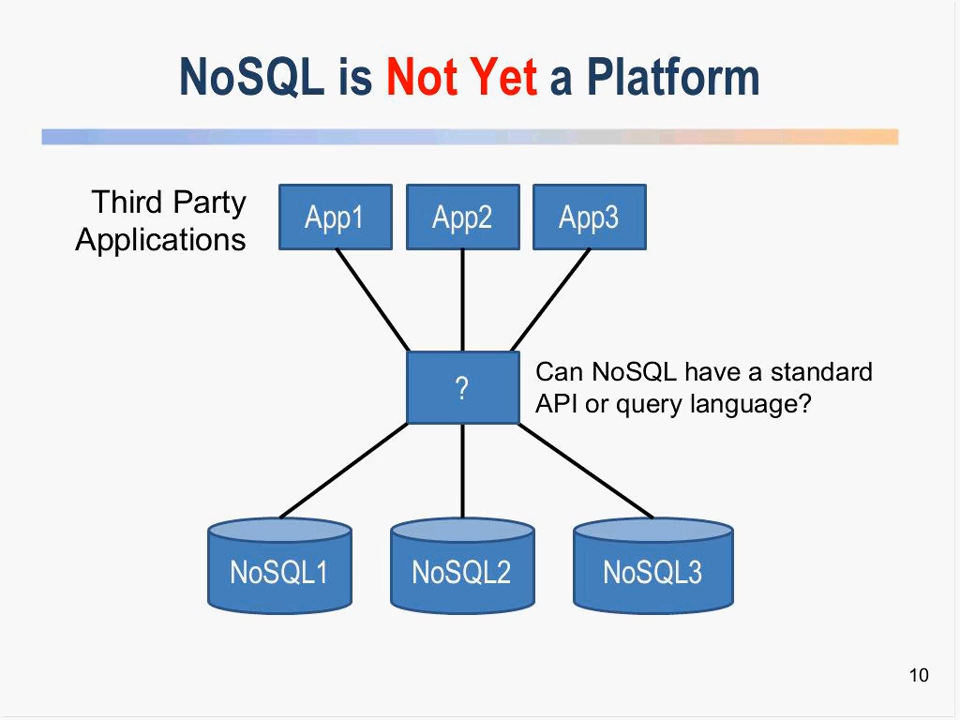 NoSQL is Not Yet a Platform
Third Party
Applications
App1
App2
App3
?
Can NoSQL have a standard
API or query language?
NoSQL1
NoSQL2
NoSQL3
10